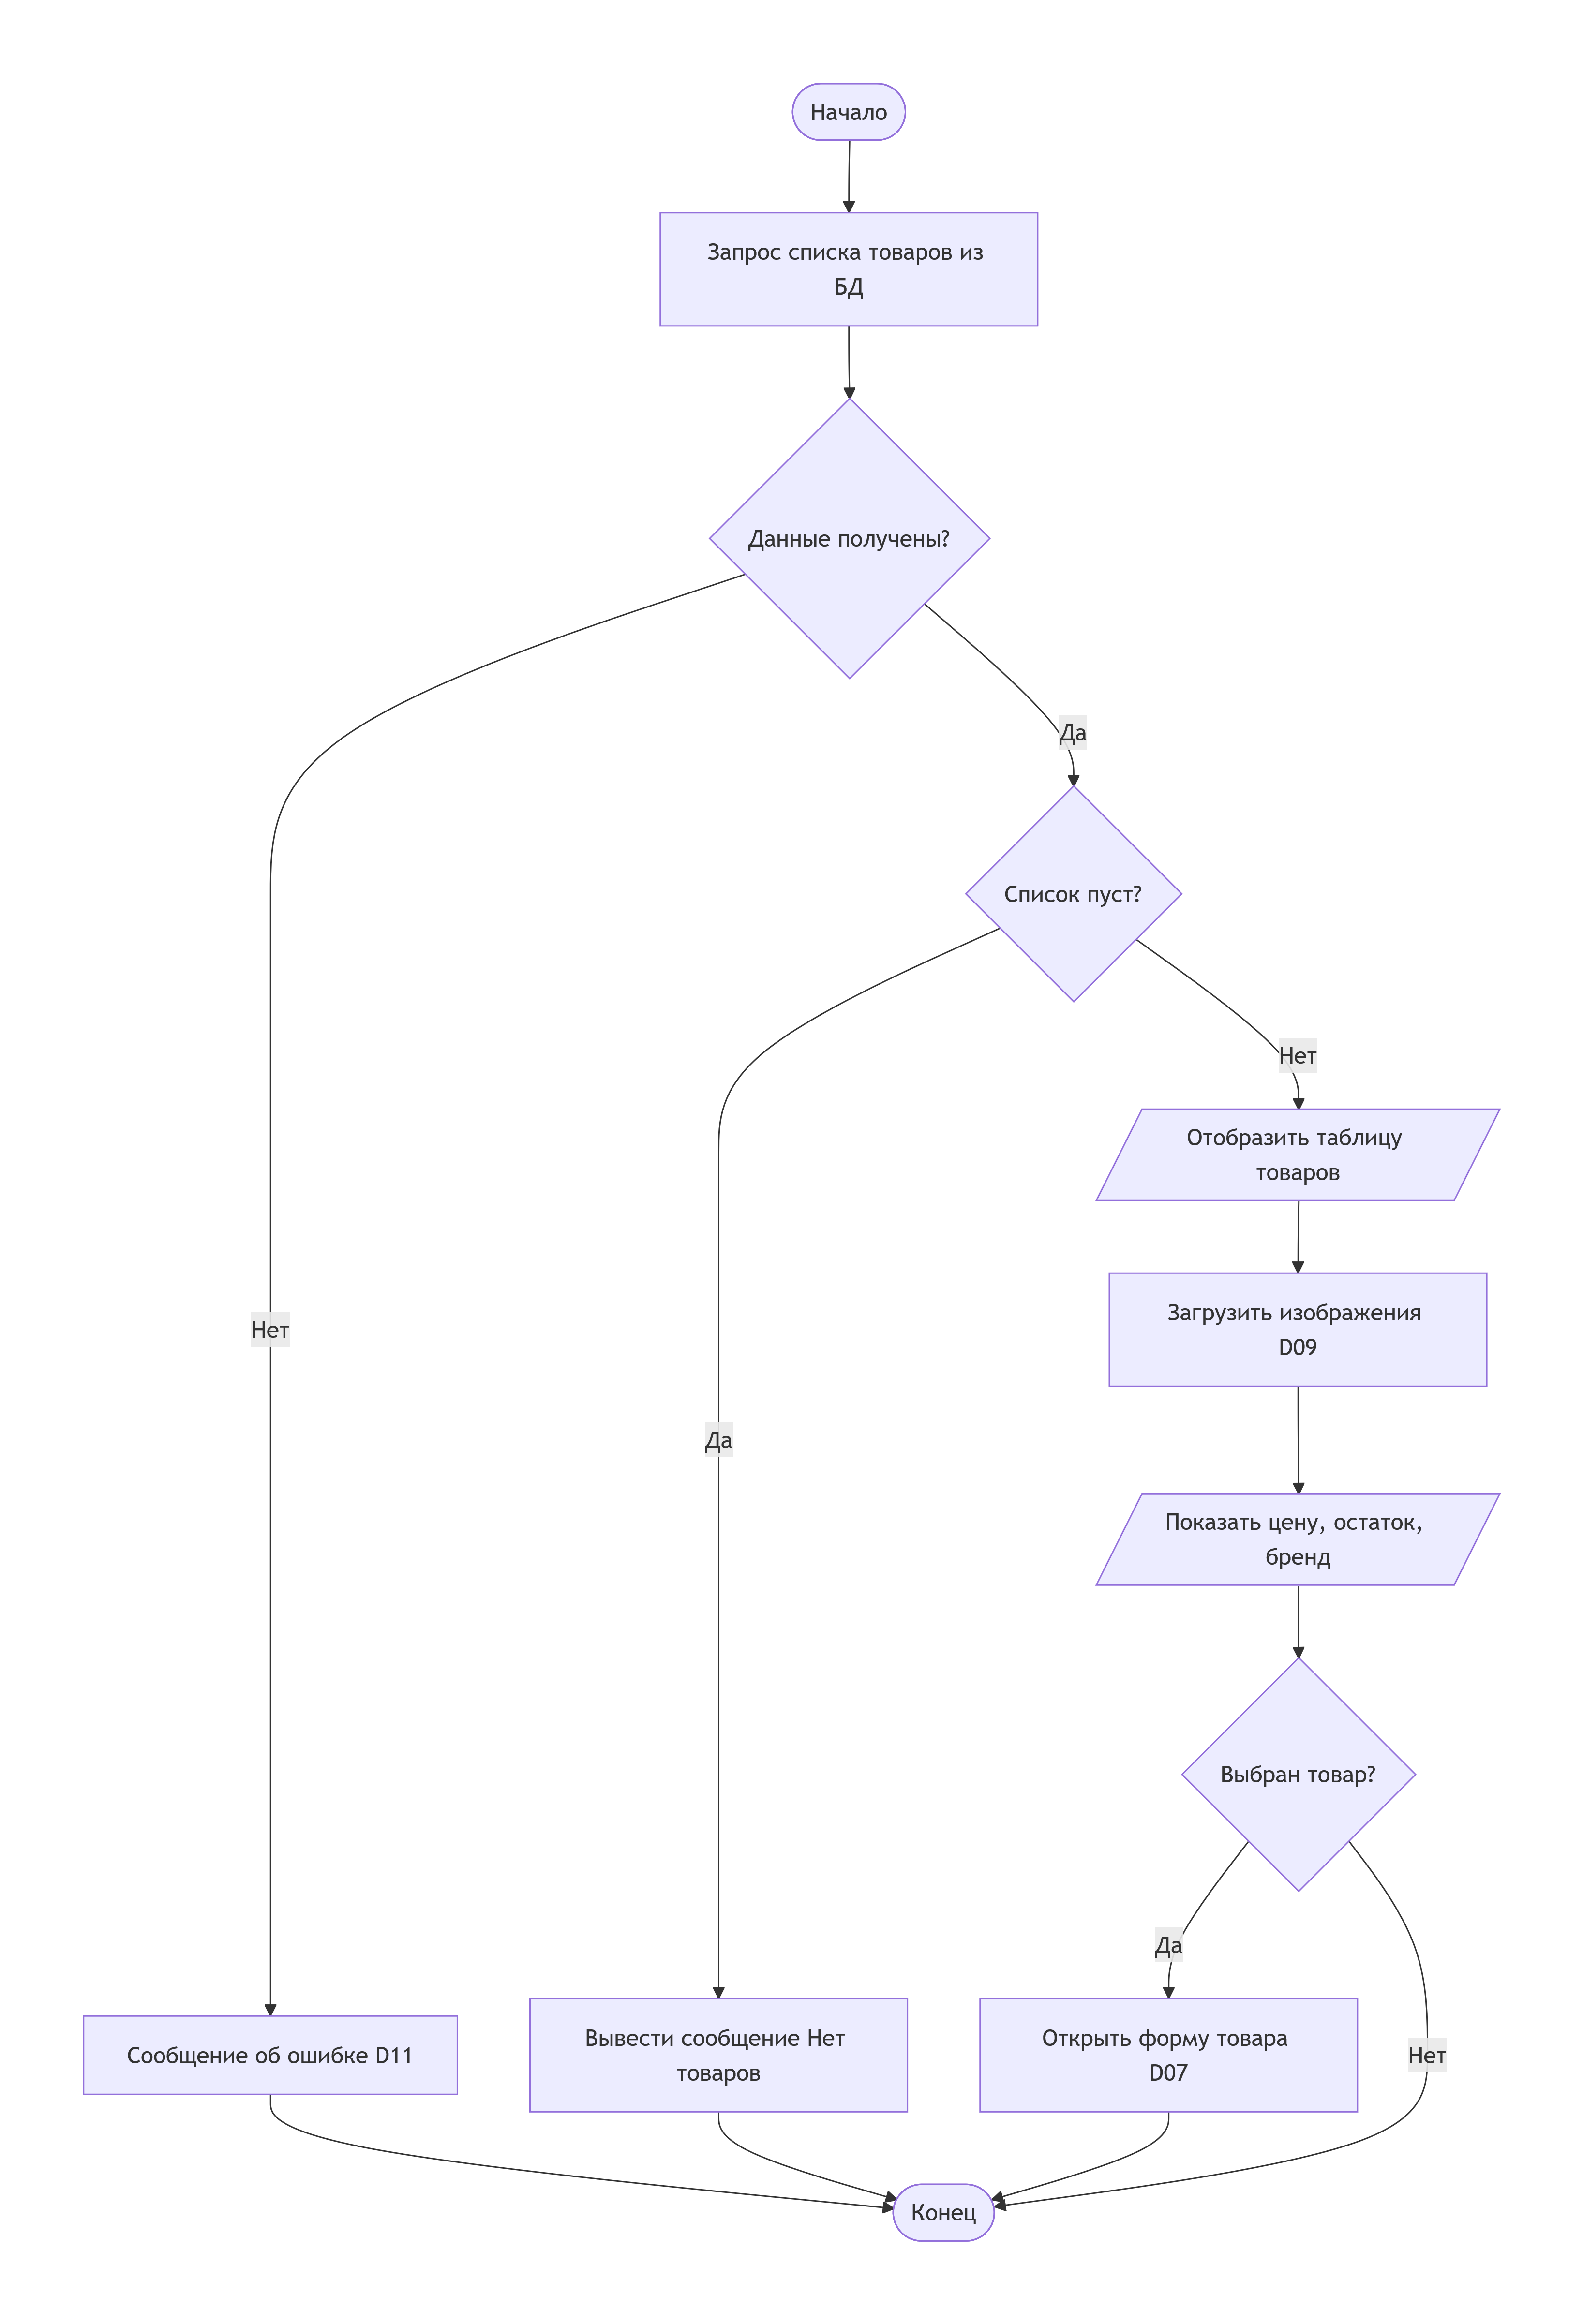 Начало
Запрос списка товаров из
БД
Данные получены?
Да
Список пуст?
Нет
Отобразить таблицу
товаров
Загрузить изображения
D09
Нет
Да
Показать цену, остаток,
бренд
Выбран товар?
Да
Нет
Сообщение об ошибке D11
Вывести сообщение Нет
товаров
Открыть форму товара
D07
Конец